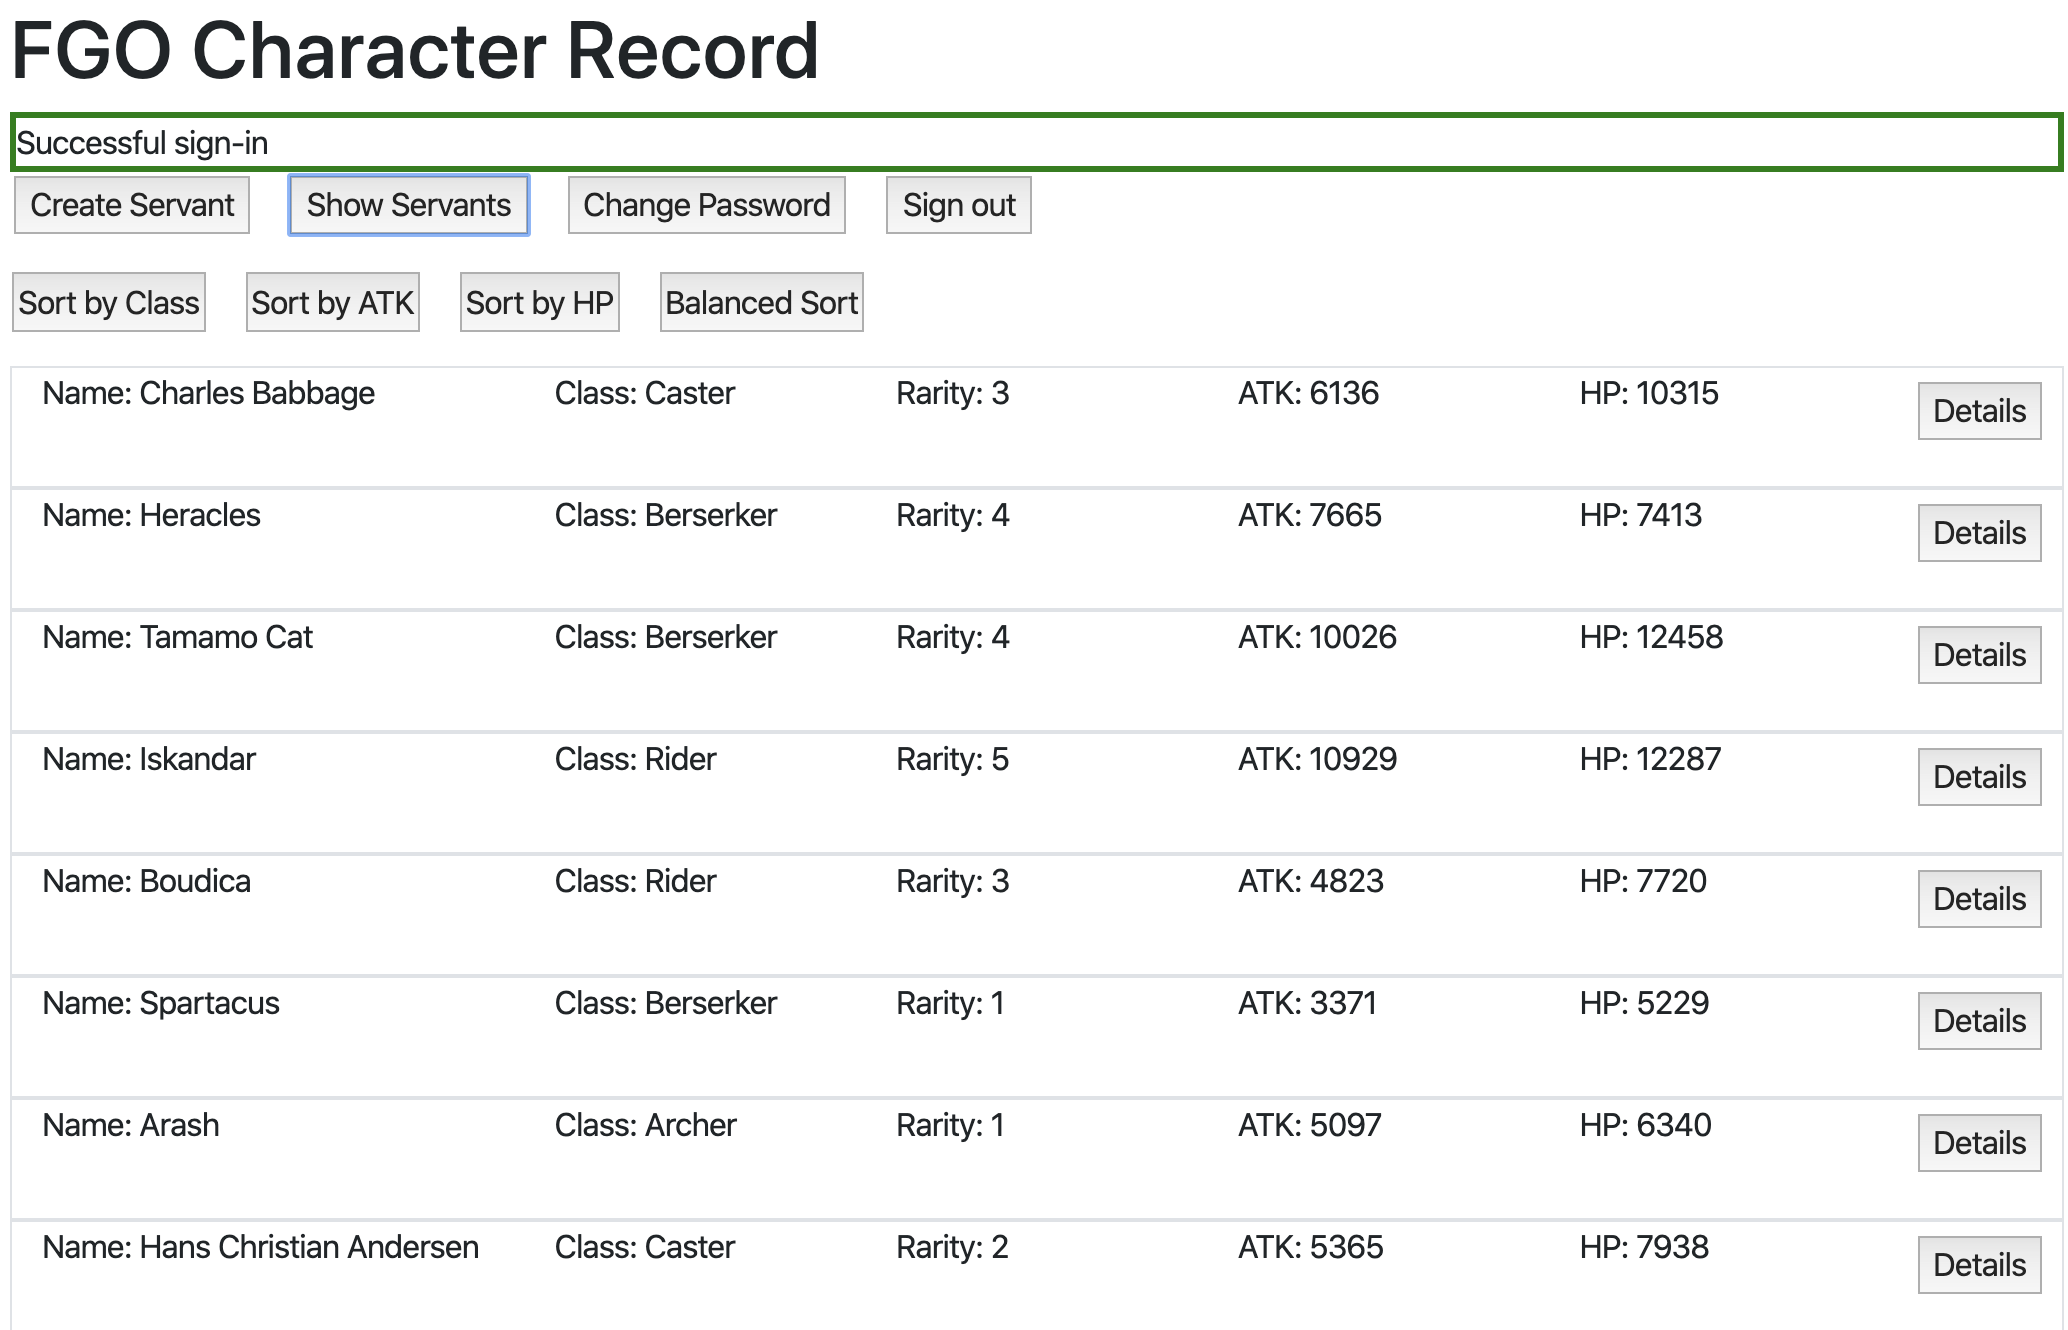 FGO Character Record
Successful sign-in
Create Servant Show Servants Change Password Sign out
Sort by Class Sort by ATK Sort by HP Balanced Sort
Name: Charles Babbage Class: Caster Rarity: 3 ATK: 6136 HP: 10315 Details
Name: Heracles Class: Berserker Rarity: 4 ATK: 7665 HP: 7413 Details
Name: Tamamo Cat Class: Berserker Rarity: 4 ATK: 10026 HP: 12458 Details
Name: Iskandar Class: Rider Rarity: 5 ATK: 10929 HP: 12287 Details
Name: Boudica Class: Rider Rarity: 3 ATK: 4823 HP: 7720 Details
Name: Spartacus Class: Berserker Rarity: 1 ATK: 3371 HP: 5229 Details
Name: Arash Class: Archer Rarity: 1 ATK: 5097 HP: 6340 Details
Name: Hans Christian Andersen Class: Caster Rarity: 2 ATK: 5365 HP: 7938 Details